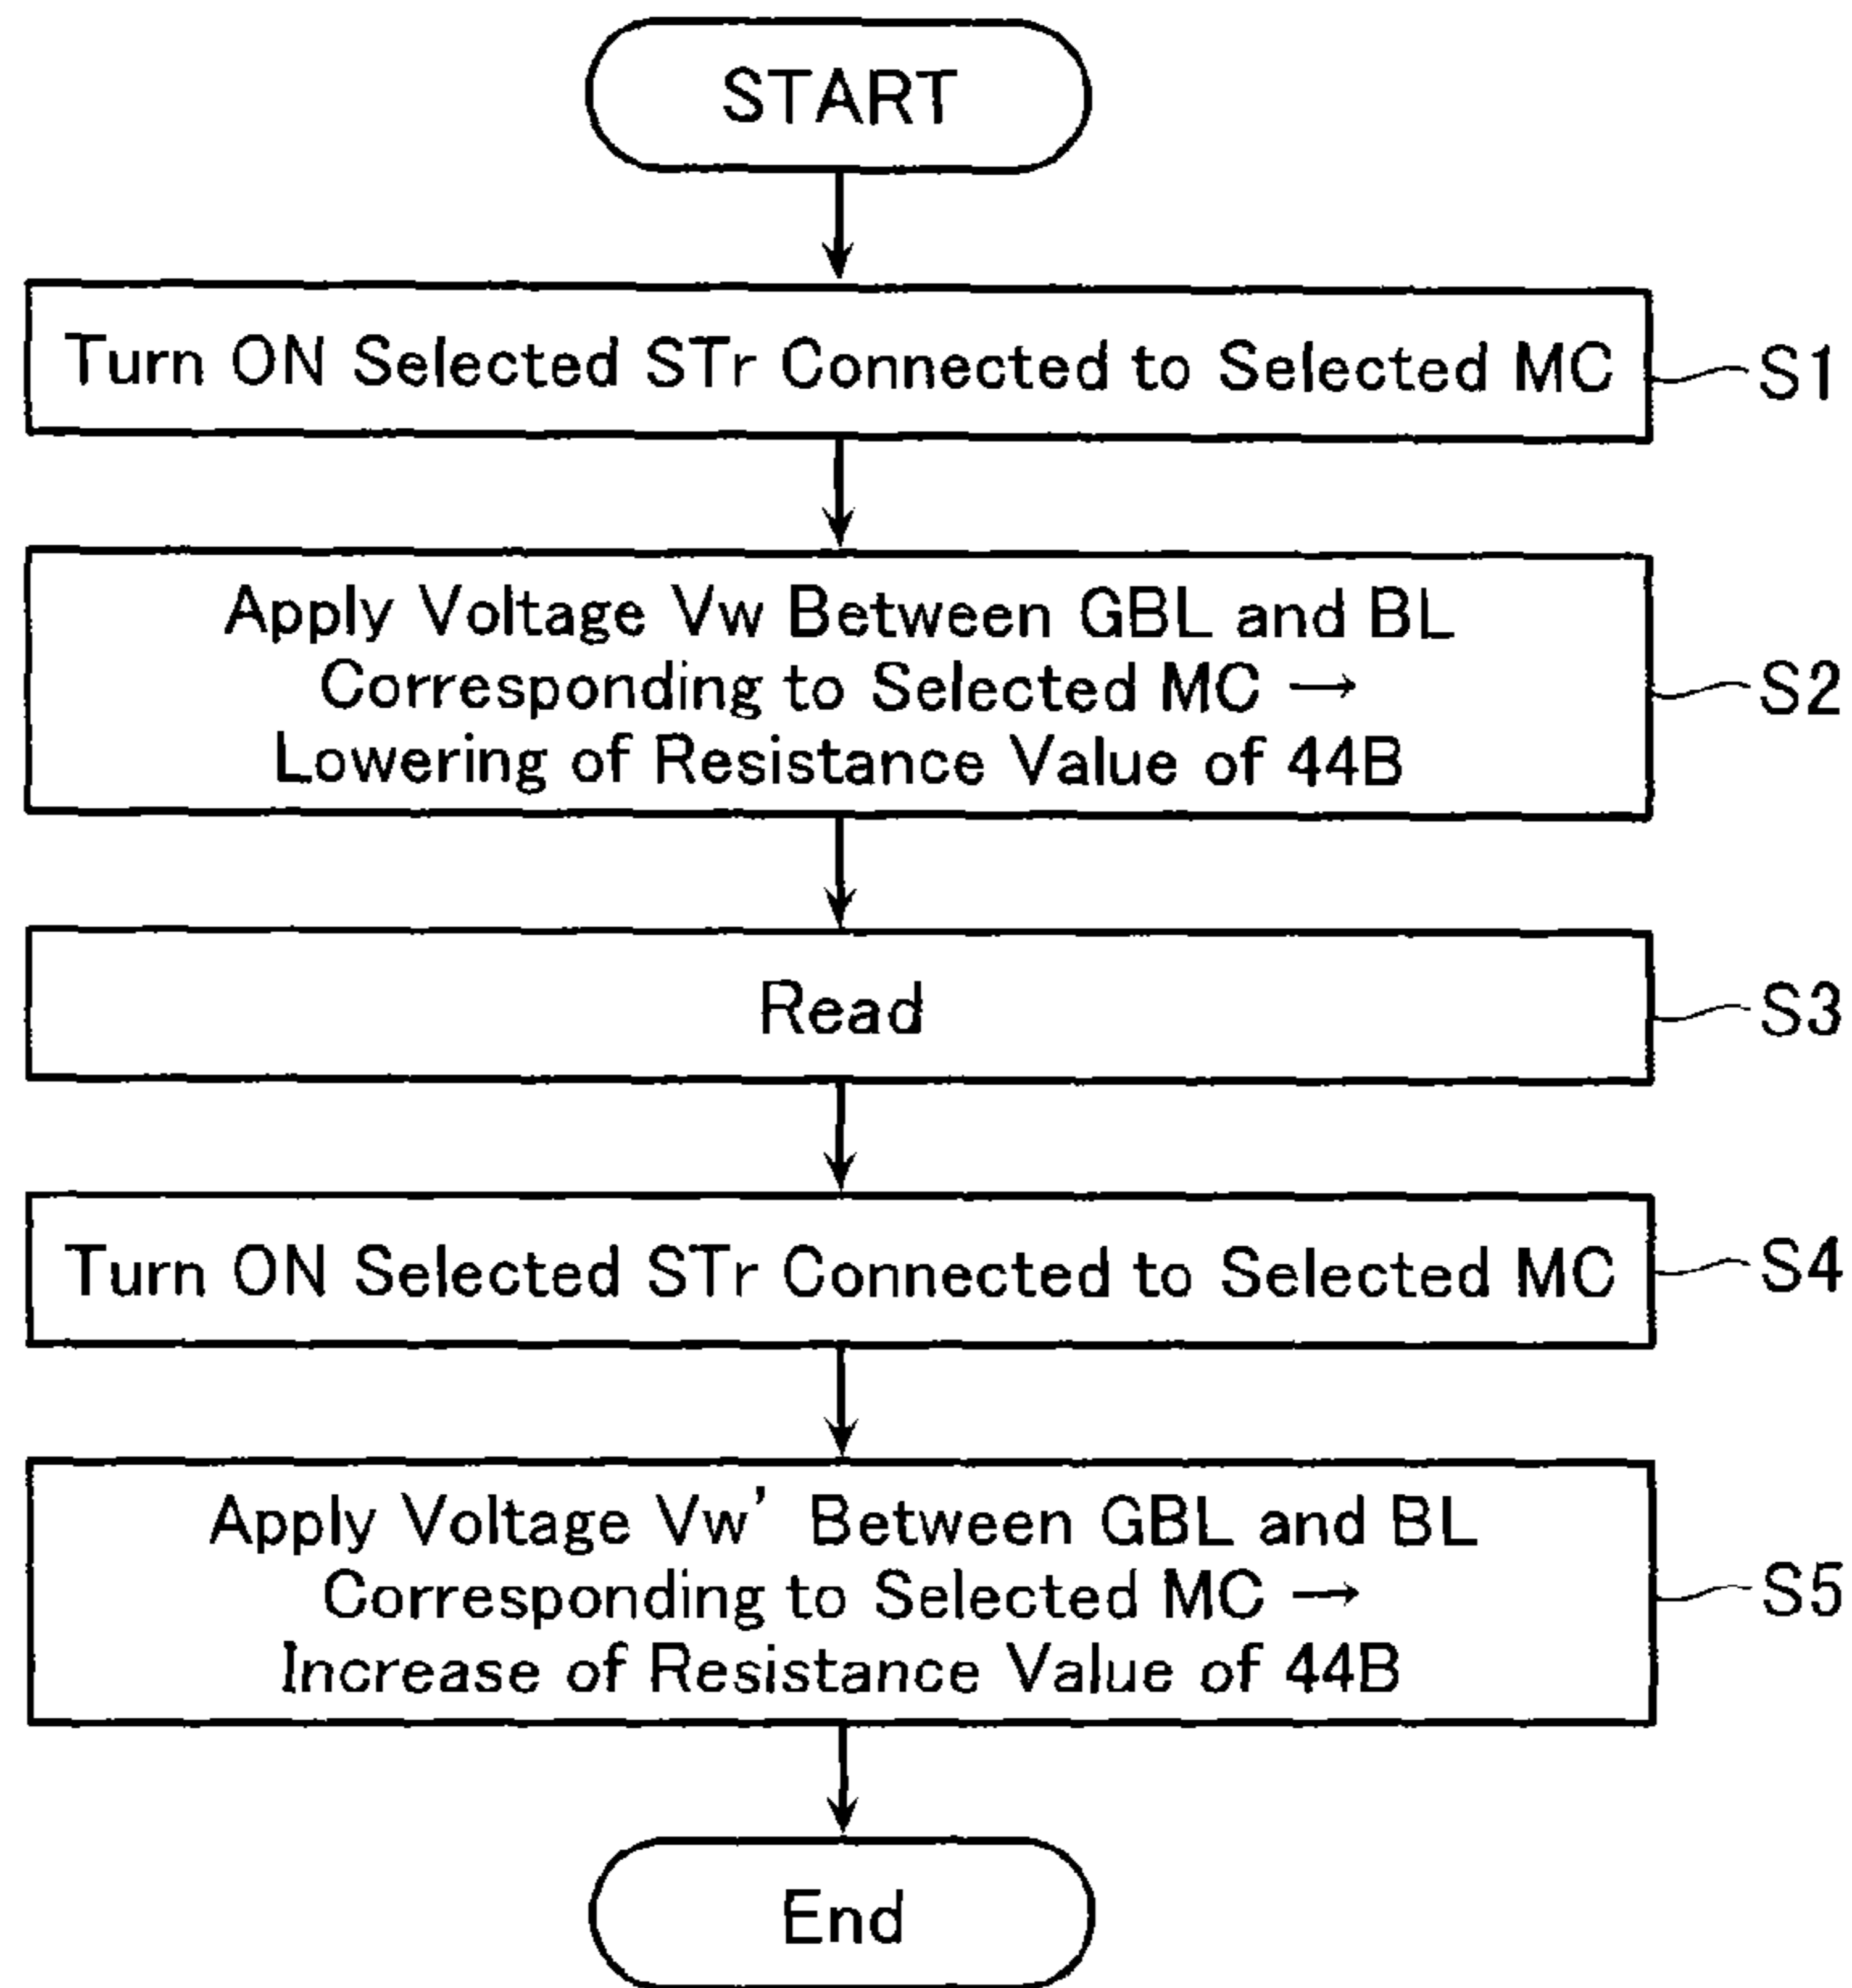 START
Turn ON Selected STr Connected to Selected MC
S1
Apply Voltage Vw Between GBL and BL
Corresponding to Selected MC →
Lowering of Resistance Value of 44B
S2
Read
S3
Turn ON Selected STr Connected to Selected MC
S4
Apply Voltage Vw' Between GBL and BL
Corresponding to Selected MC →
Increase of Resistance Value of 44B
S5
End